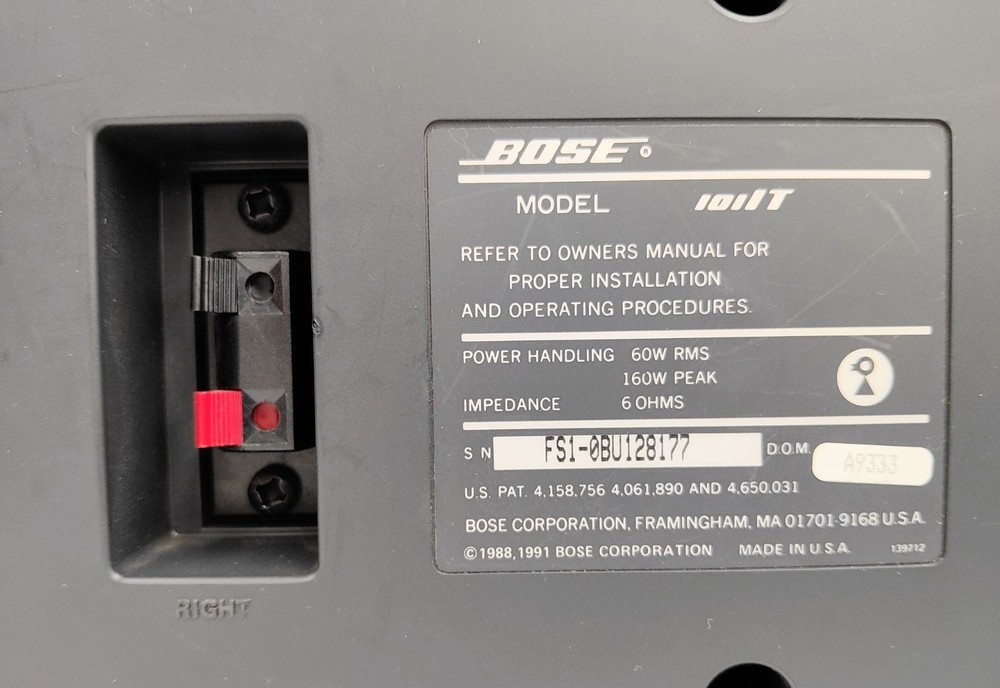 BOSE®
MODEL 101IT
REFER TO OWNERS MANUAL FOR
PROPER INSTALLATION
AND OPERATING PROCEDURES.
POWER HANDLING 60W RMS
160W PEAK
IMPEDANCE 6 OHMS
S N FS1-0BU128177 D.O.M. A9333
U.S. PAT. 4,158,756 4,061,890 AND 4,650,031
BOSE CORPORATION, FRAMINGHAM, MA 01701-9168 U.S.A.
©1988,1991 BOSE CORPORATION MADE IN U.S.A. 139712
RIGHT